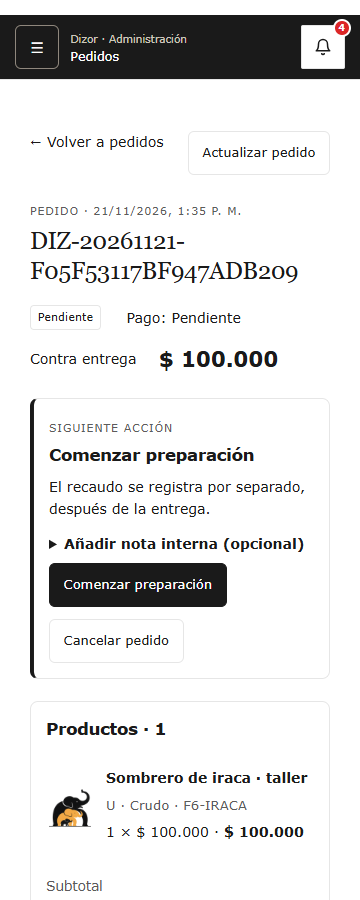 ☰
Dizor · Administración
Pedidos
4
← Volver a pedidos
Actualizar pedido
PEDIDO · 21/11/2026, 1:35 P. M.
DIZ-20261121-
F05F53117BF947ADB209
Pendiente
Pago: Pendiente
Contra entrega
$ 100.000
SIGUIENTE ACCIÓN
Comenzar preparación
El recaudo se registra por separado,
después de la entrega.
▶ Añadir nota interna (opcional)
Comenzar preparación
Cancelar pedido
Productos · 1
Sombrero de iraca · taller
U · Crudo · F6-IRACA
1 × $ 100.000 · $ 100.000
Subtotal